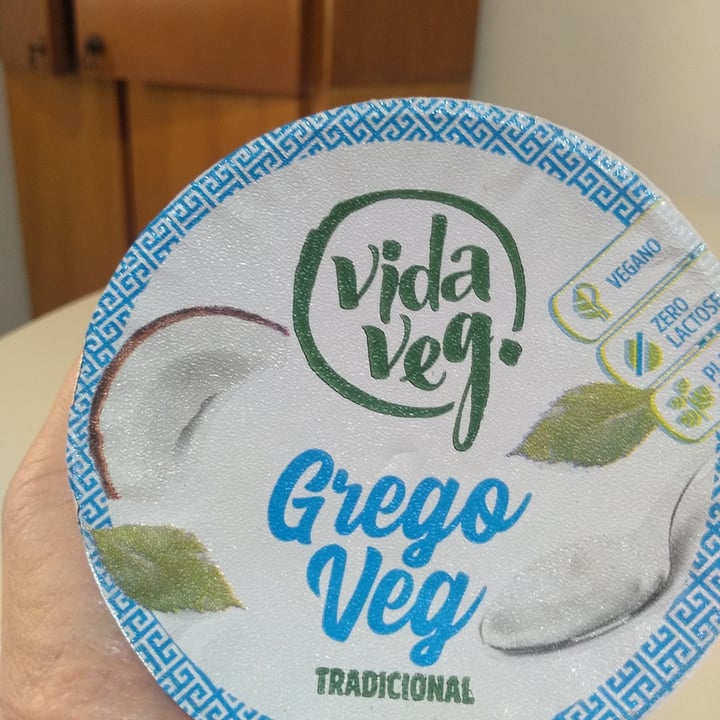 vida
veg.
VEGANO
ZERO
LACTOSE
Grego
Veg
TRADICIONAL